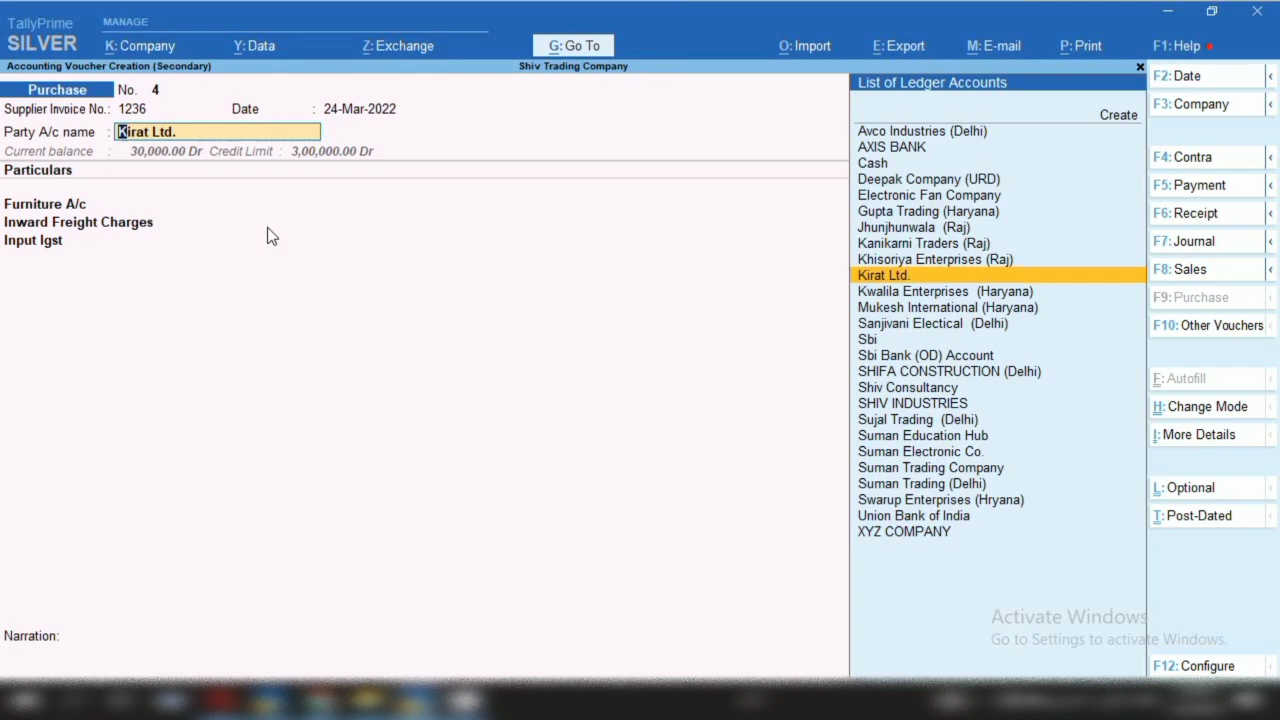 TallyPrime
MANAGE
SILVER
K: Company
Y: Data
Z: Exchange
G: Go To
O: Import
E: Export
M: E-mail
P: Print
F1: Help
Accounting Voucher Creation (Secondary)
Shiv Trading Company
Purchase No. 4
Supplier Invoice No.: 1236 Date : 24-Mar-2022
Party A/c name : Kirat Ltd.
Current balance : 30,000.00 Dr Credit Limit : 3,00,000.00 Dr
Particulars
Furniture A/c
Inward Freight Charges
Input Igst
Narration:
List of Ledger Accounts
Create
Avco Industries (Delhi)
AXIS BANK
Cash
Deepak Company (URD)
Electronic Fan Company
Gupta Trading (Haryana)
Jhunjhunwala (Raj)
Kanikarni Traders (Raj)
Khisoriya Enterprises (Raj)
Kirat Ltd.
Kwalila Enterprises (Haryana)
Mukesh International (Haryana)
Sanjivani Electical (Delhi)
Sbi
Sbi Bank (OD) Account
SHIFA CONSTRUCTION (Delhi)
Shiv Consultancy
SHIV INDUSTRIES
Sujal Trading (Delhi)
Suman Education Hub
Suman Electronic Co.
Suman Trading Company
Suman Trading (Delhi)
Swarup Enterprises (Hryana)
Union Bank of India
XYZ COMPANY
F2: Date
F3: Company
F4: Contra
F5: Payment
F6: Receipt
F7: Journal
F8: Sales
F9: Purchase
F10: Other Vouchers
F: Autofill
H: Change Mode
I: More Details
L: Optional
T: Post-Dated
F12: Configure
Activate Windows
Go to Settings to activate Windows.